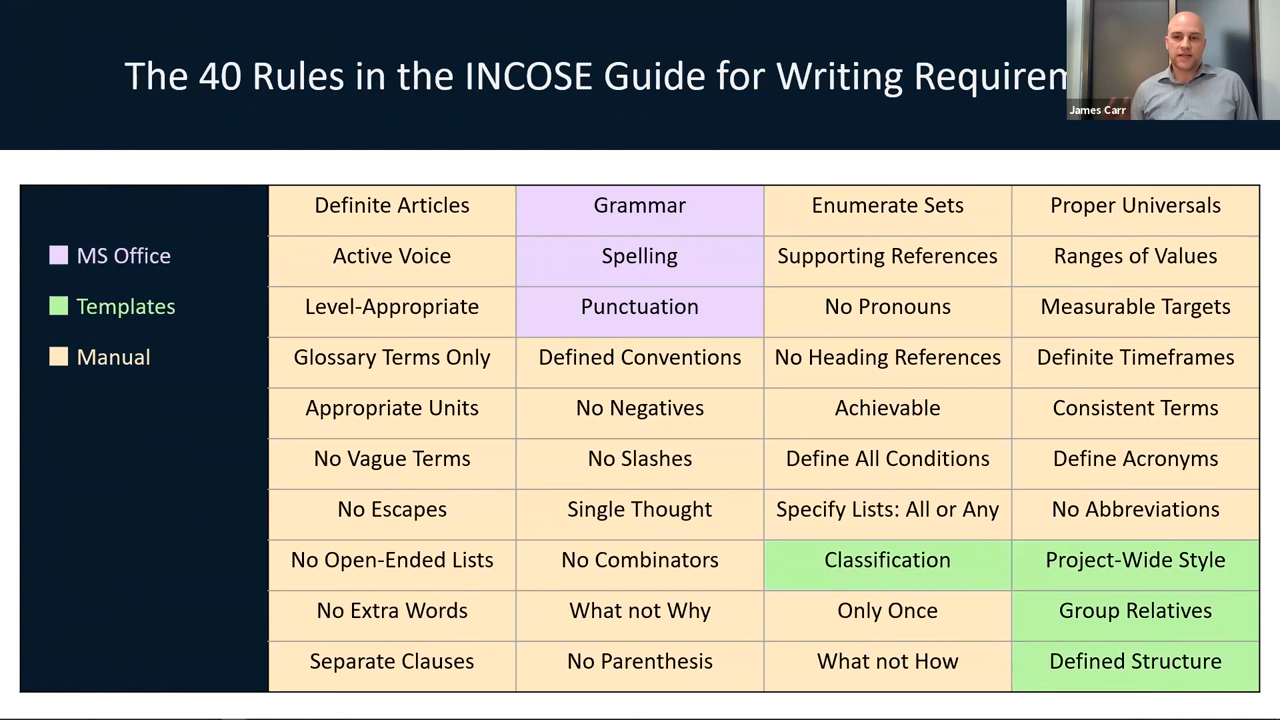 The 40 Rules in the INCOSE Guide for Writing Requirem
James Carr
MS Office
Templates
Manual
Definite Articles Grammar Enumerate Sets Proper Universals
Active Voice Spelling Supporting References Ranges of Values
Level-Appropriate Punctuation No Pronouns Measurable Targets
Glossary Terms Only Defined Conventions No Heading References Definite Timeframes
Appropriate Units No Negatives Achievable Consistent Terms
No Vague Terms No Slashes Define All Conditions Define Acronyms
No Escapes Single Thought Specify Lists: All or Any No Abbreviations
No Open-Ended Lists No Combinators Classification Project-Wide Style
No Extra Words What not Why Only Once Group Relatives
Separate Clauses No Parenthesis What not How Defined Structure